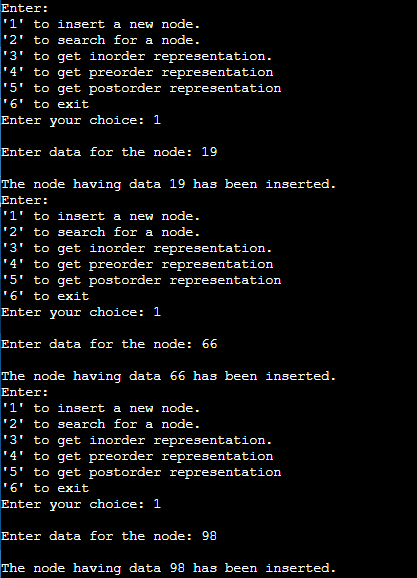 Enter:
'1' to insert a new node.
'2' to search for a node.
'3' to get inorder representation.
'4' to get preorder representation
'5' to get postorder representation
'6' to exit
Enter your choice: 1
Enter data for the node: 19
The node having data 19 has been inserted.
Enter:
'1' to insert a new node.
'2' to search for a node.
'3' to get inorder representation.
'4' to get preorder representation
'5' to get postorder representation
'6' to exit
Enter your choice: 1
Enter data for the node: 66
The node having data 66 has been inserted.
Enter:
'1' to insert a new node.
'2' to search for a node.
'3' to get inorder representation.
'4' to get preorder representation
'5' to get postorder representation
'6' to exit
Enter your choice: 1
Enter data for the node: 98
The node having data 98 has been inserted.